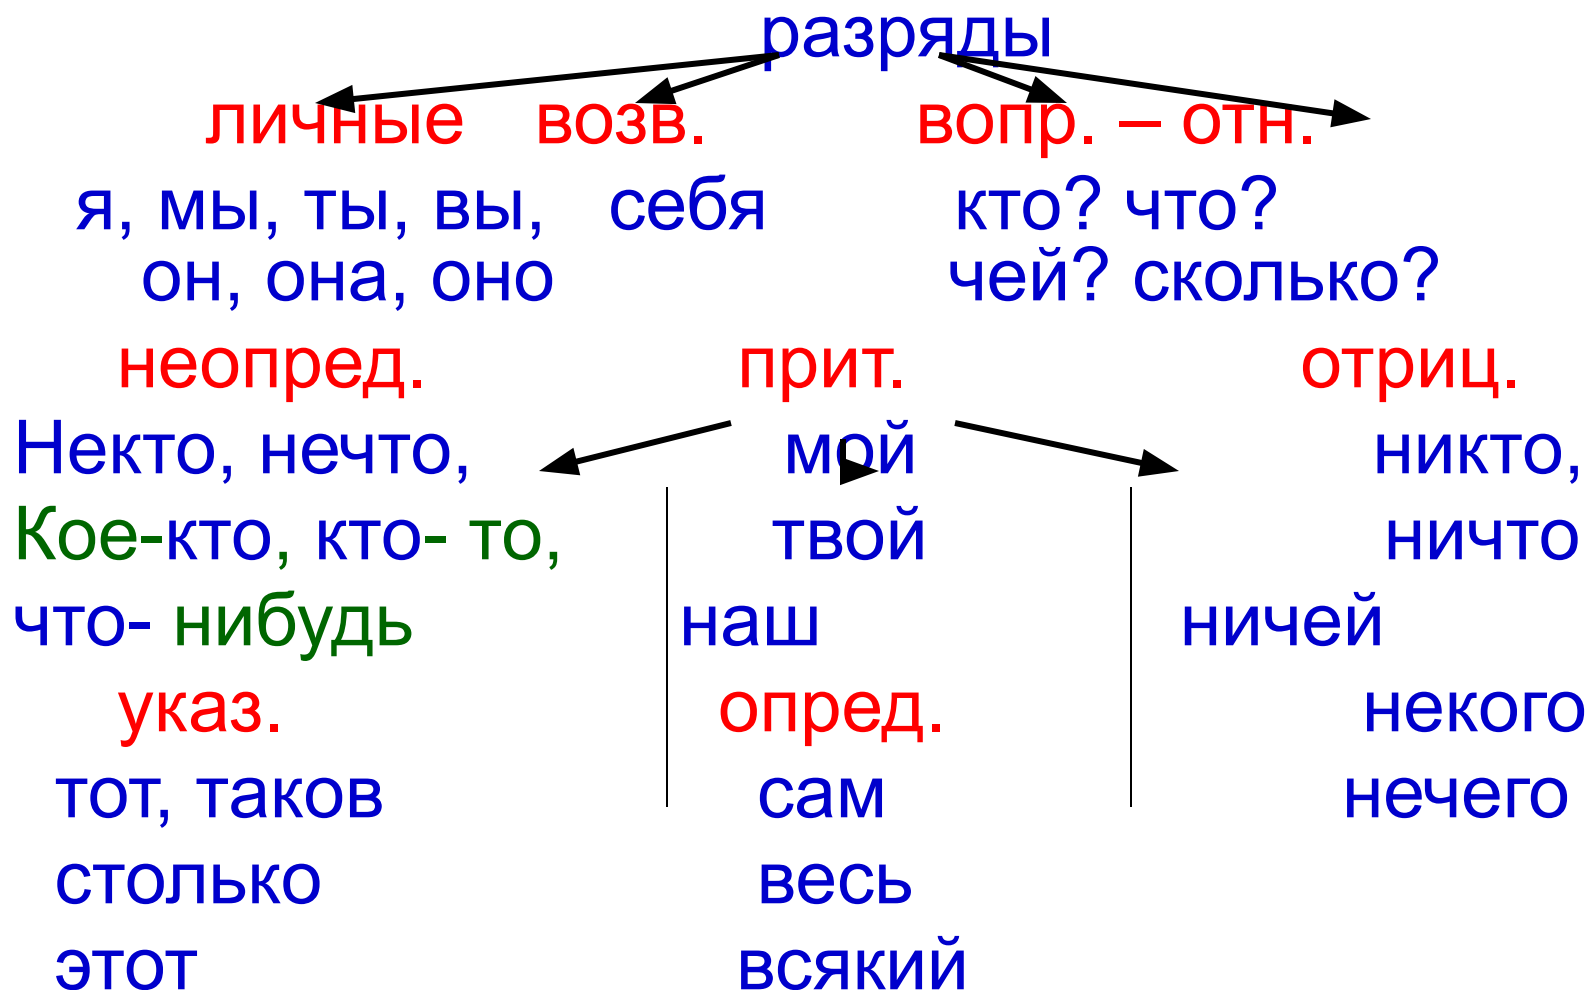 разряды
личные возв. вопр. – отн.
я, мы, ты, вы, себя кто? что?
он, она, оно чей? сколько?
неопред. прит. отриц.
Некто, нечто, мой никто,
Кое-кто, кто- то, твой ничто
что- нибудь наш ничей
указ. опред. некого
тот, таков сам нечего
столько весь
этот всякий